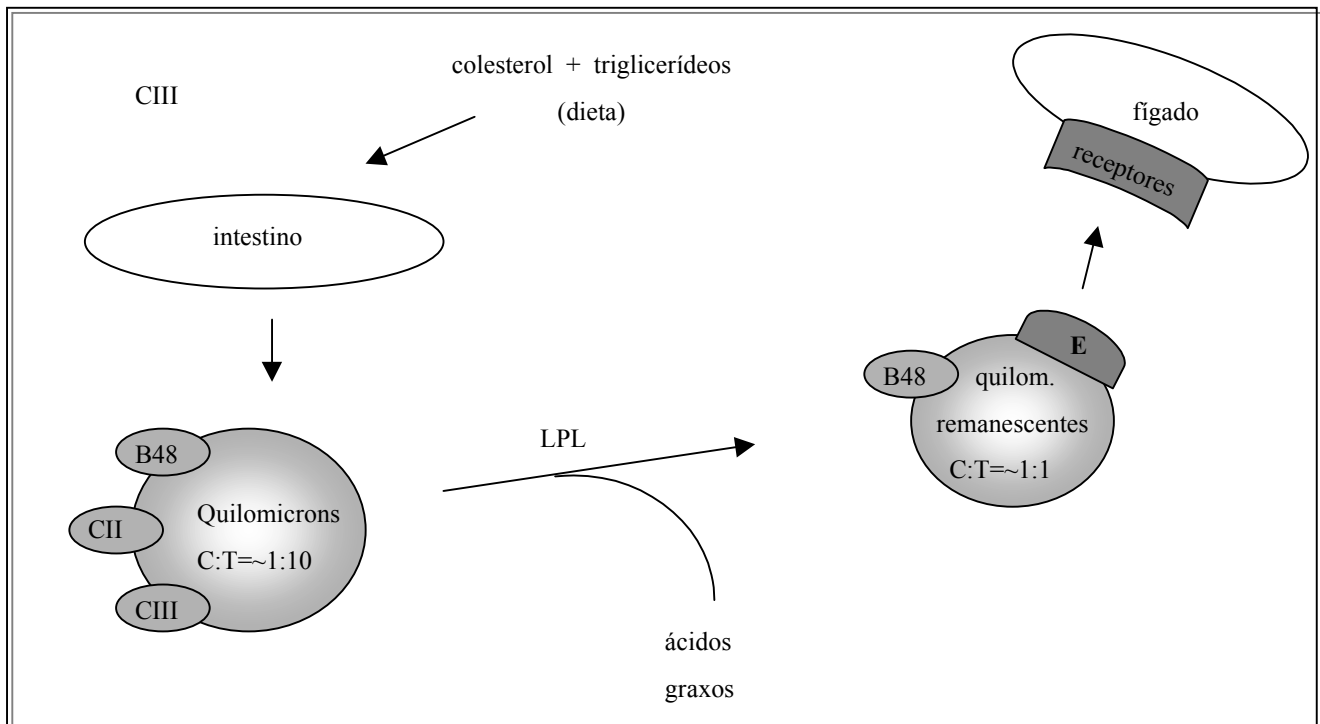 colesterol + triglicerídeos
(dieta)
CIII
fígado
receptores
intestino
E
B48
quilom.
remanescentes
C:T=~1:1
LPL
B48
Quilomicrons
CII
C:T=~1:10
CIII
ácidos
graxos